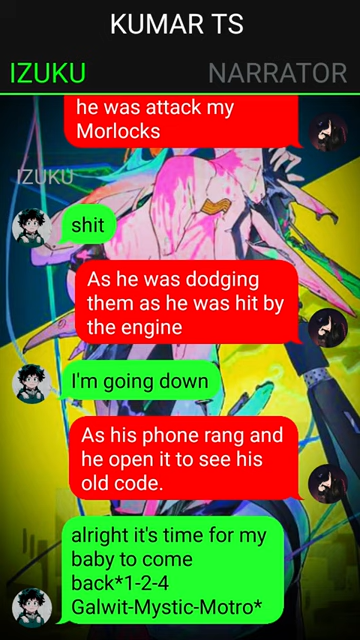 KUMAR TS
IZUKU
NARRATOR
he was attack my
Morlocks
IZUKU
shit
As he was dodging
them as he was hit by
the engine
I'm going down
As his phone rang and
he open it to see his
old code.
alright it's time for my
baby to come
back*1-2-4
Galwit-Mystic-Motro*